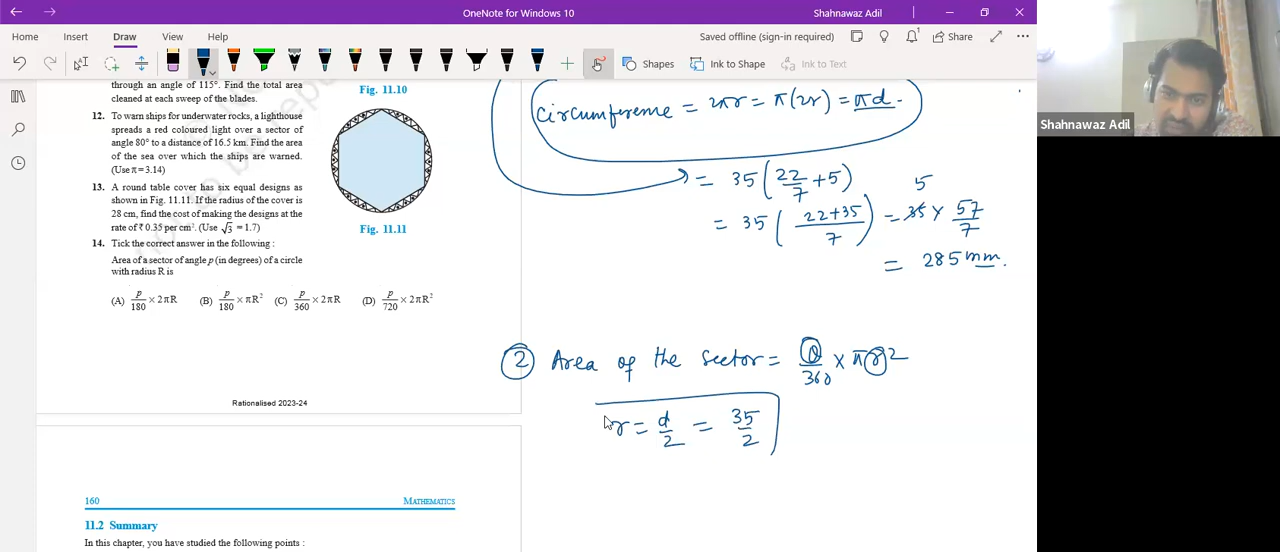 OneNote for Windows 10
Shahnawaz Adil
Home Insert Draw View Help
Saved offline (sign-in required)
Share
Shapes
Ink to Shape
Ink to Text
through an angle of 115°. Find the total area
cleaned at each sweep of the blades.
Fig. 11.10
12. To warn ships for underwater rocks, a lighthouse
spreads a red coloured light over a sector of
angle 80° to a distance of 16.5 km. Find the area
of the sea over which the ships are warned.
(Use π = 3.14)
13. A round table cover has six equal designs as
shown in Fig. 11.11. If the radius of the cover is
28 cm, find the cost of making the designs at the
rate of ₹ 0.35 per cm². (Use √3 = 1.7)
Fig. 11.11
14. Tick the correct answer in the following :
Area of a sector of angle p (in degrees) of a circle
with radius R is
(A) p/180 × 2πR (B) p/180 × πR² (C) p/360 × 2πR (D) p/720 × 2πR²
Rationalised 2023-24
160 MATHEMATICS
11.2 Summary
In this chapter, you have studied the following points :
circumference = 2πr = π(2r) = πd.
= 35(22/7 + 5)
= 35(22+35/7) = 35 × 57/7
5
= 285 mm.
② Area of the sector = θ/360 × πr²
r = d/2 = 35/2
Shahnawaz Adil